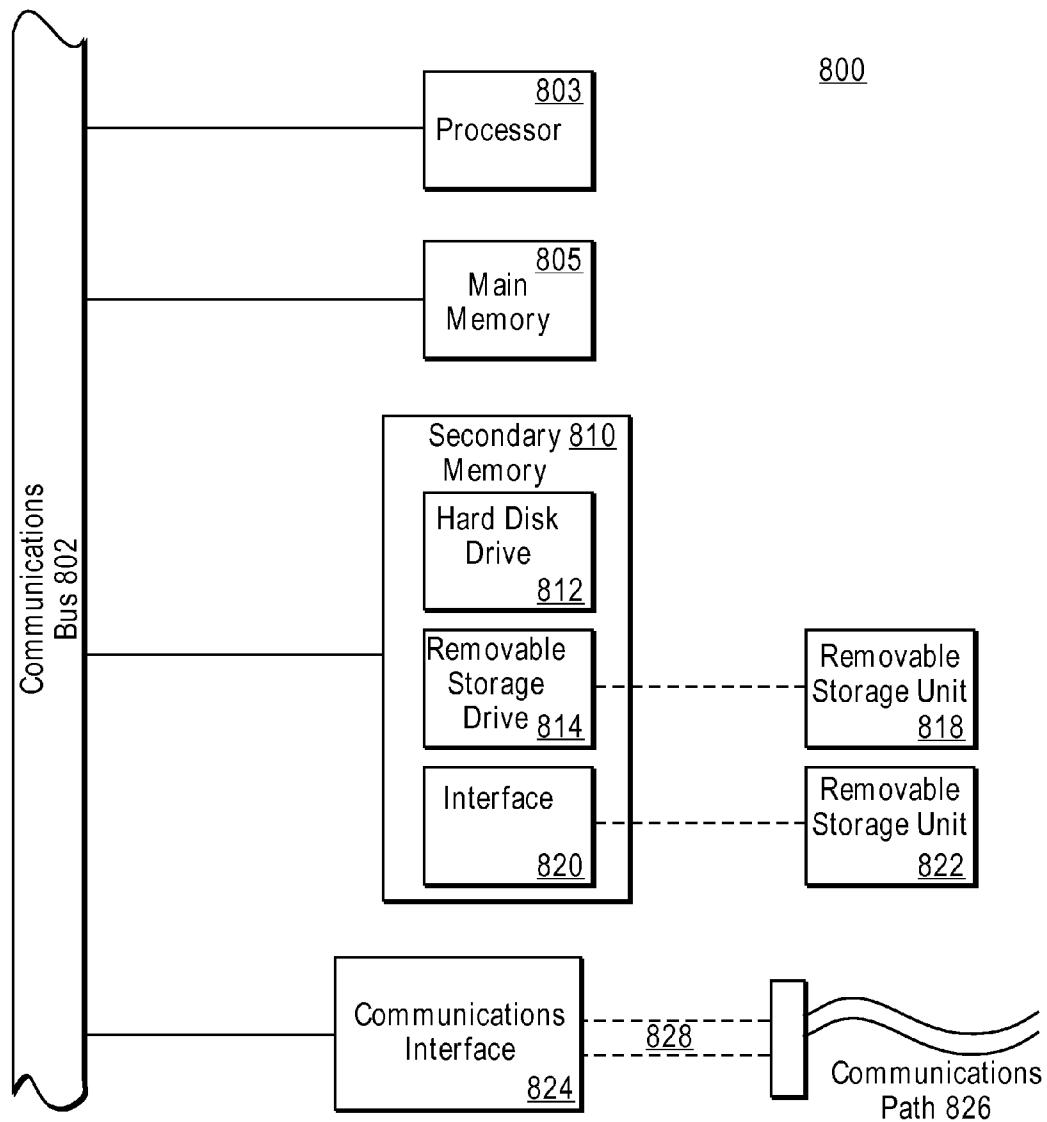 800
803
Processor
805
Main
Memory
Communications
Bus 802
Secondary 810
Memory
Hard Disk
Drive
812
Removable
Storage
Drive 814
Removable
Storage Unit
818
Interface
820
Removable
Storage Unit
822
Communications
Interface
824
828
Communications
Path 826